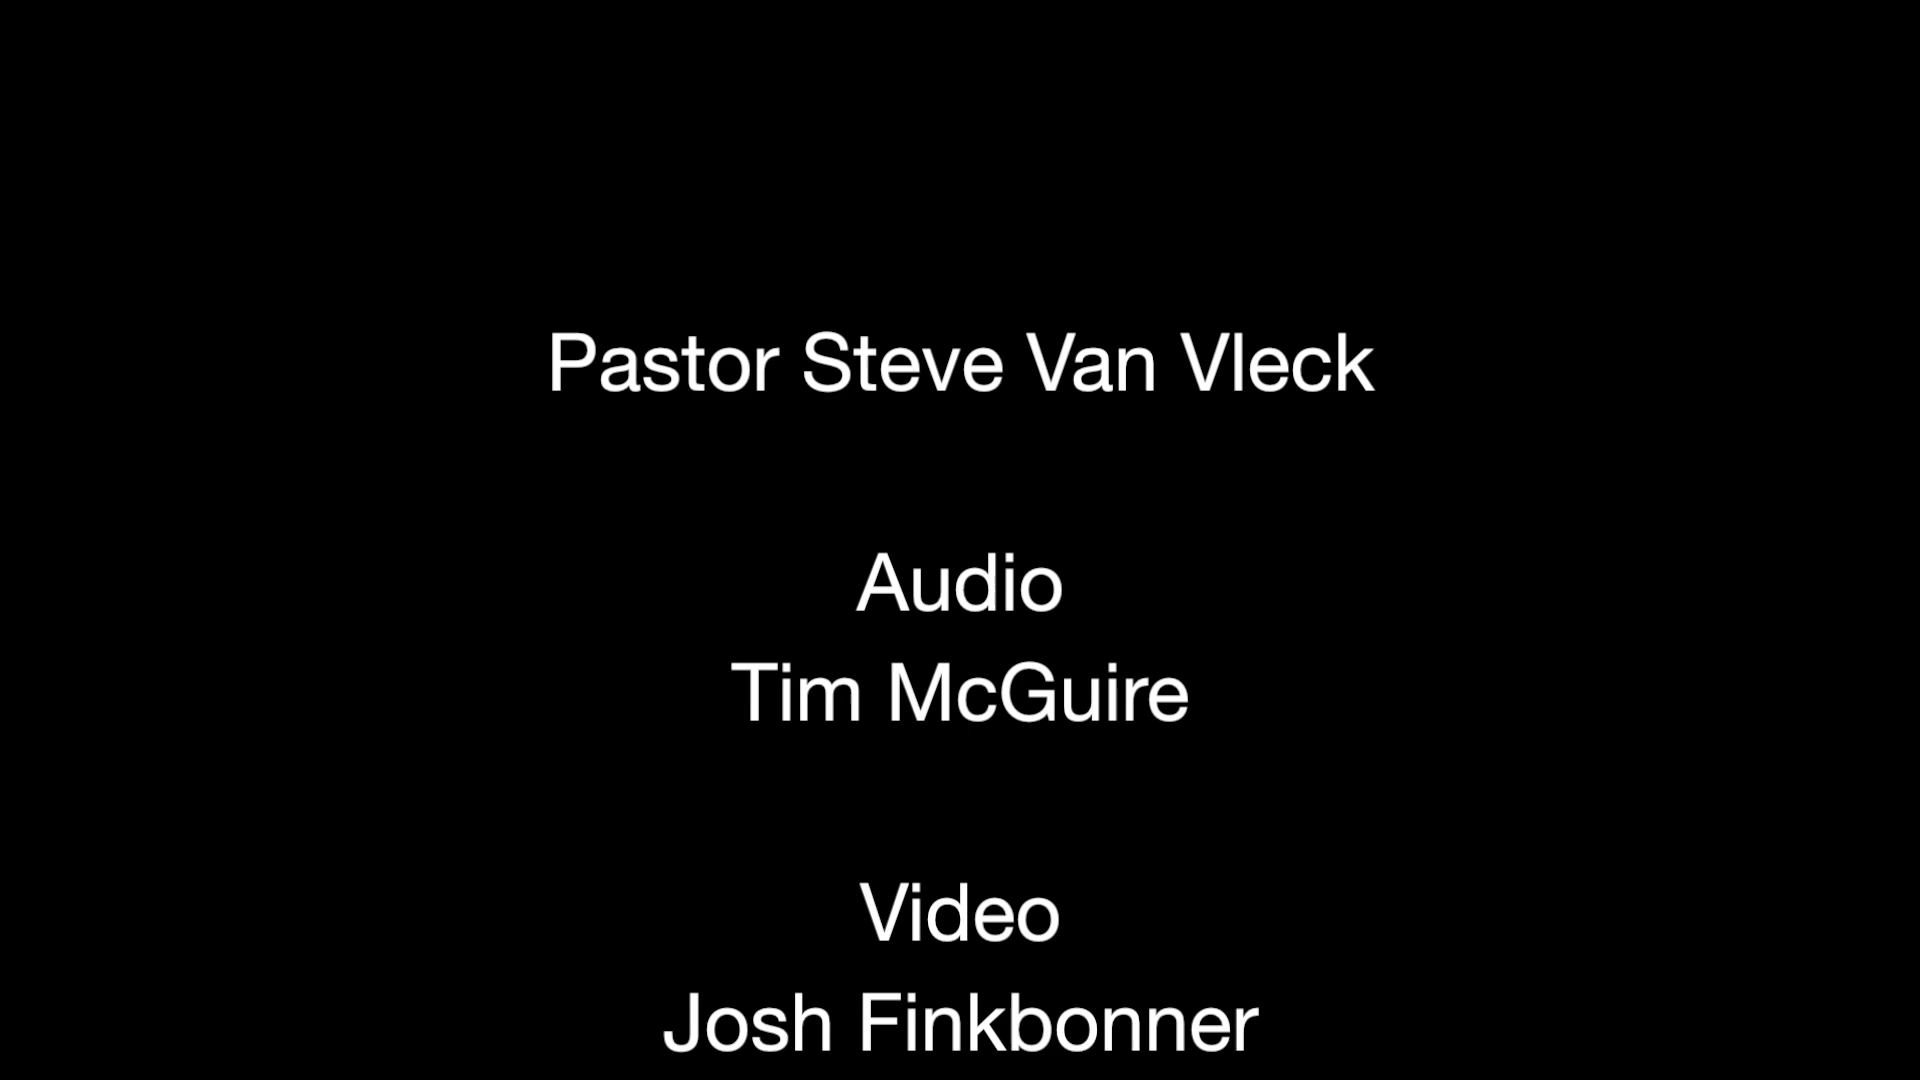 Pastor Steve Van Vleck
Audio
Tim McGuire
Video
Josh Finkbonner